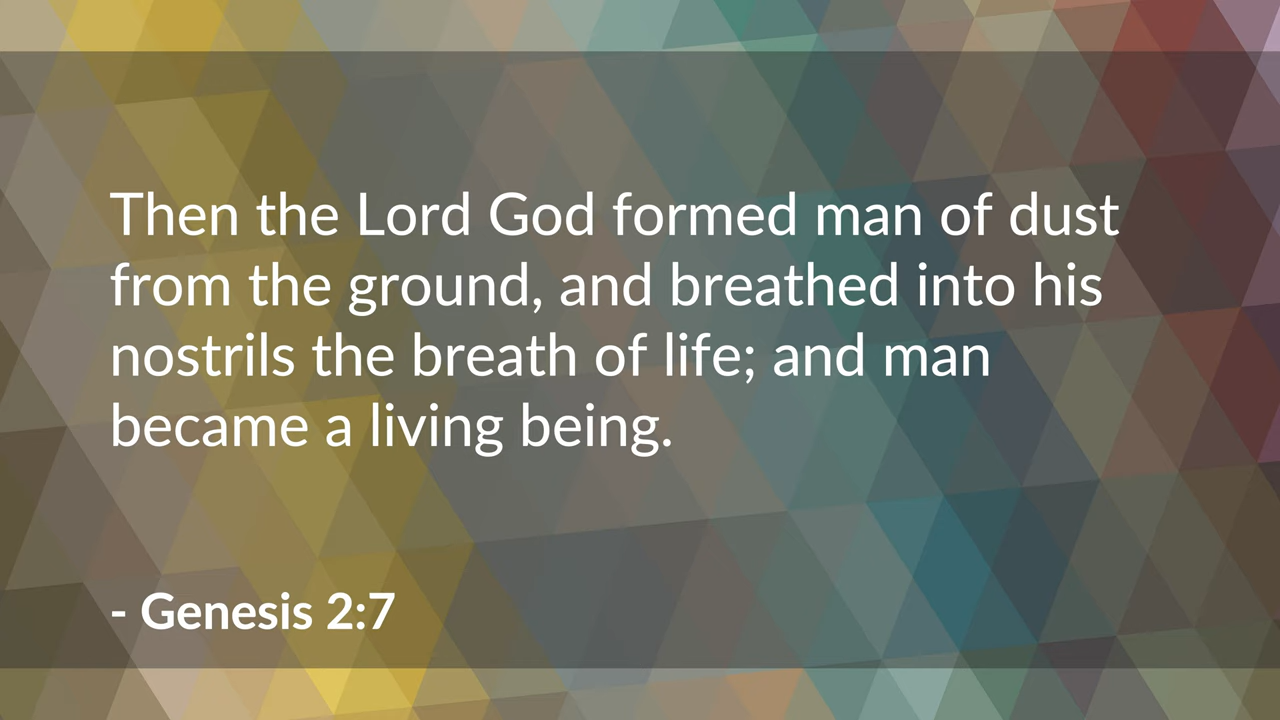 Then the Lord God formed man of dust
from the ground, and breathed into his
nostrils the breath of life; and man
became a living being.
- Genesis 2:7